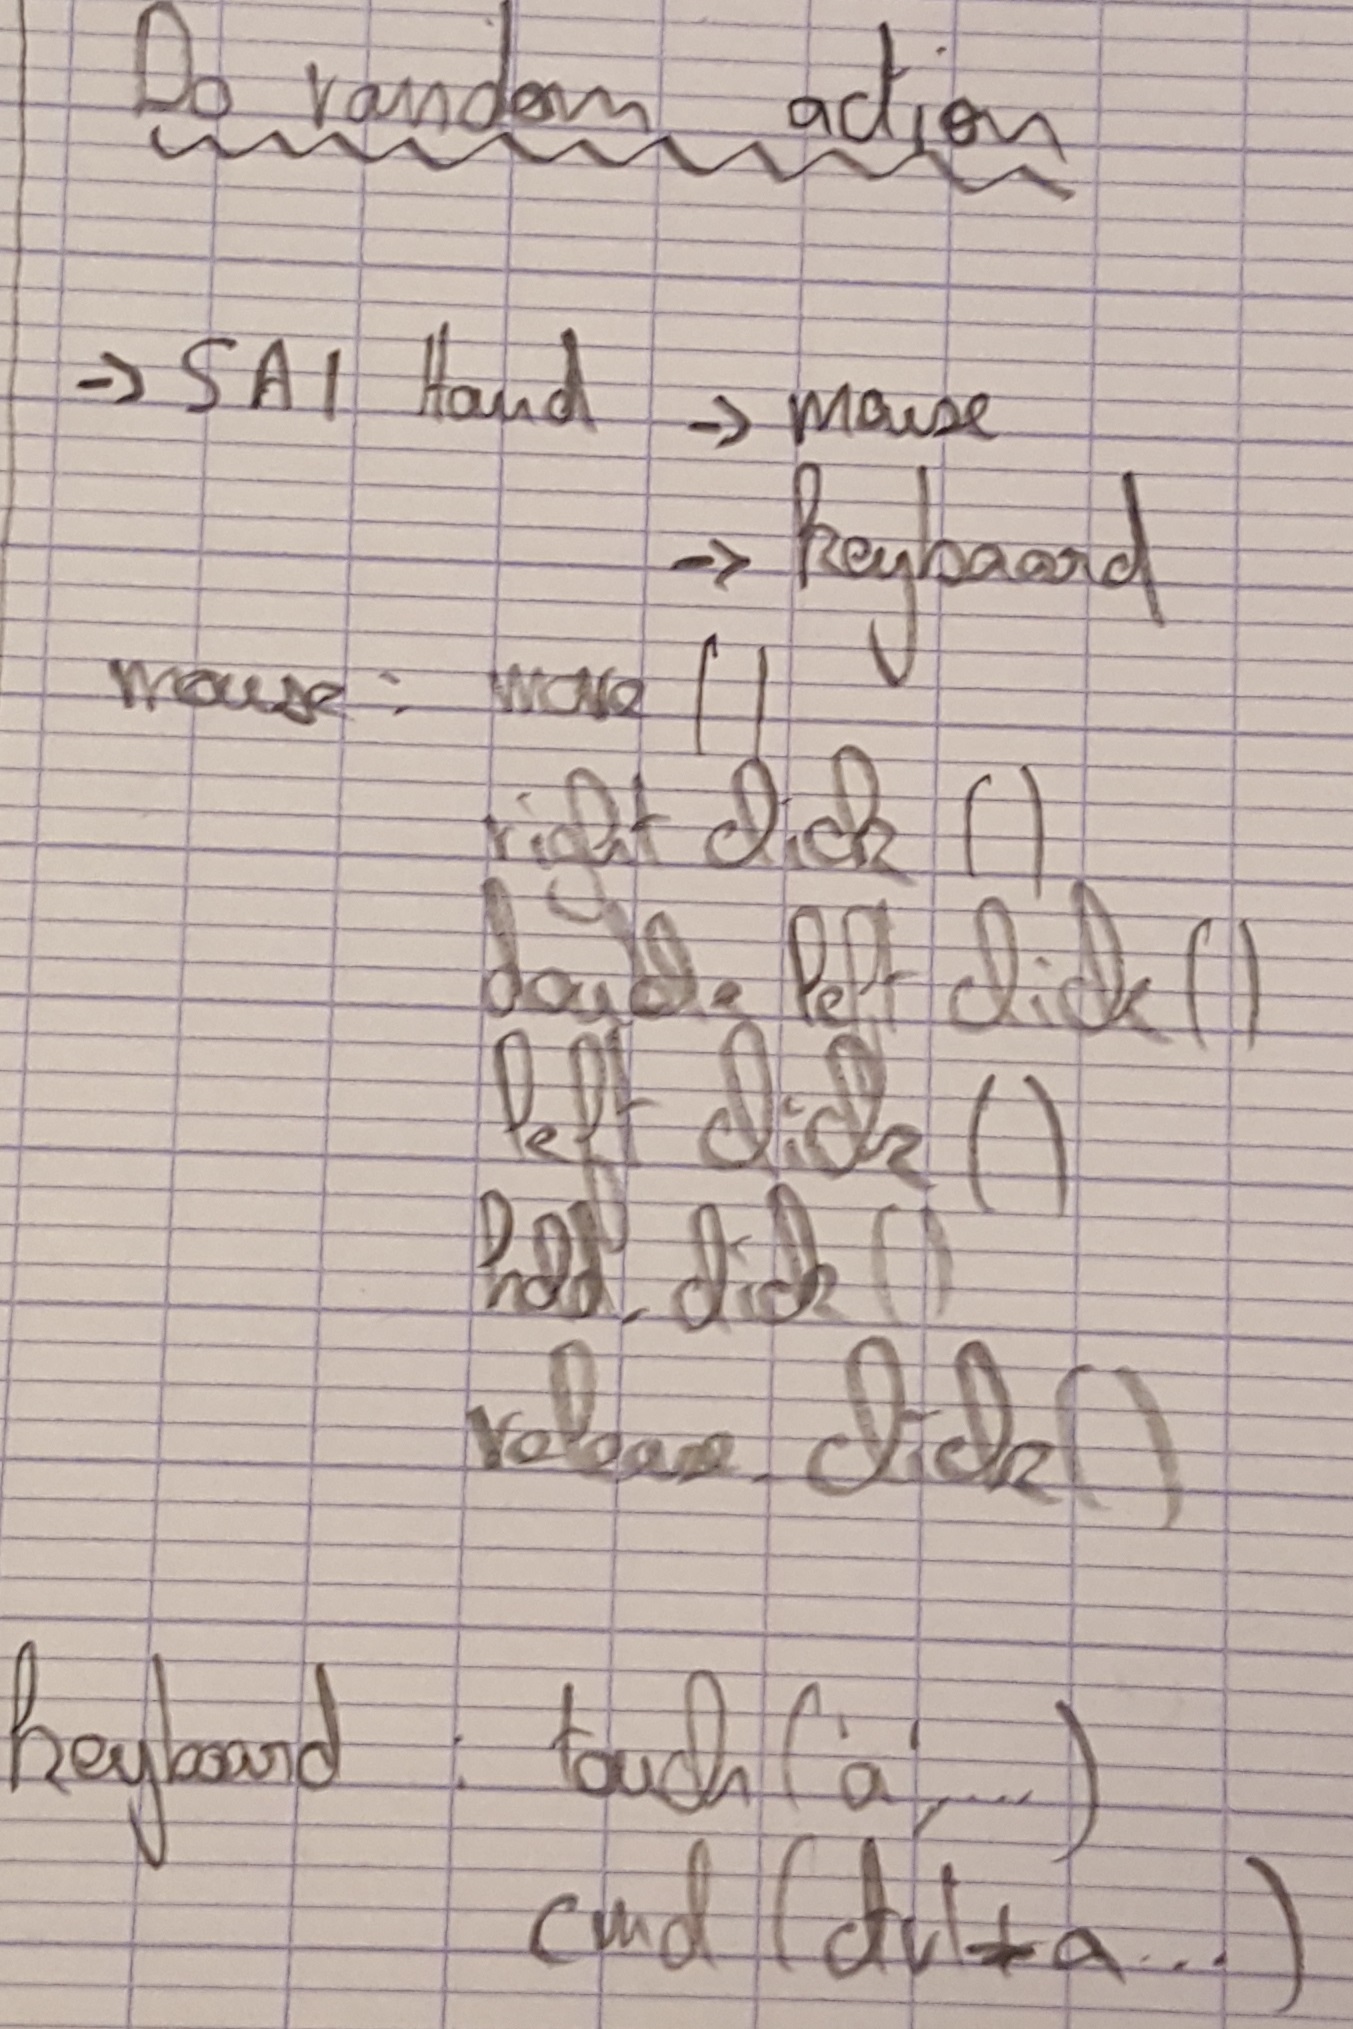 Do random action
-> SAI Hand -> mouse
-> keyboard
mouse : move ()
right click ()
double left click ()
left click ()
hold click ()
release click ()
keyboard : touch ('a', ...)
cmd (ctrl+a ...)